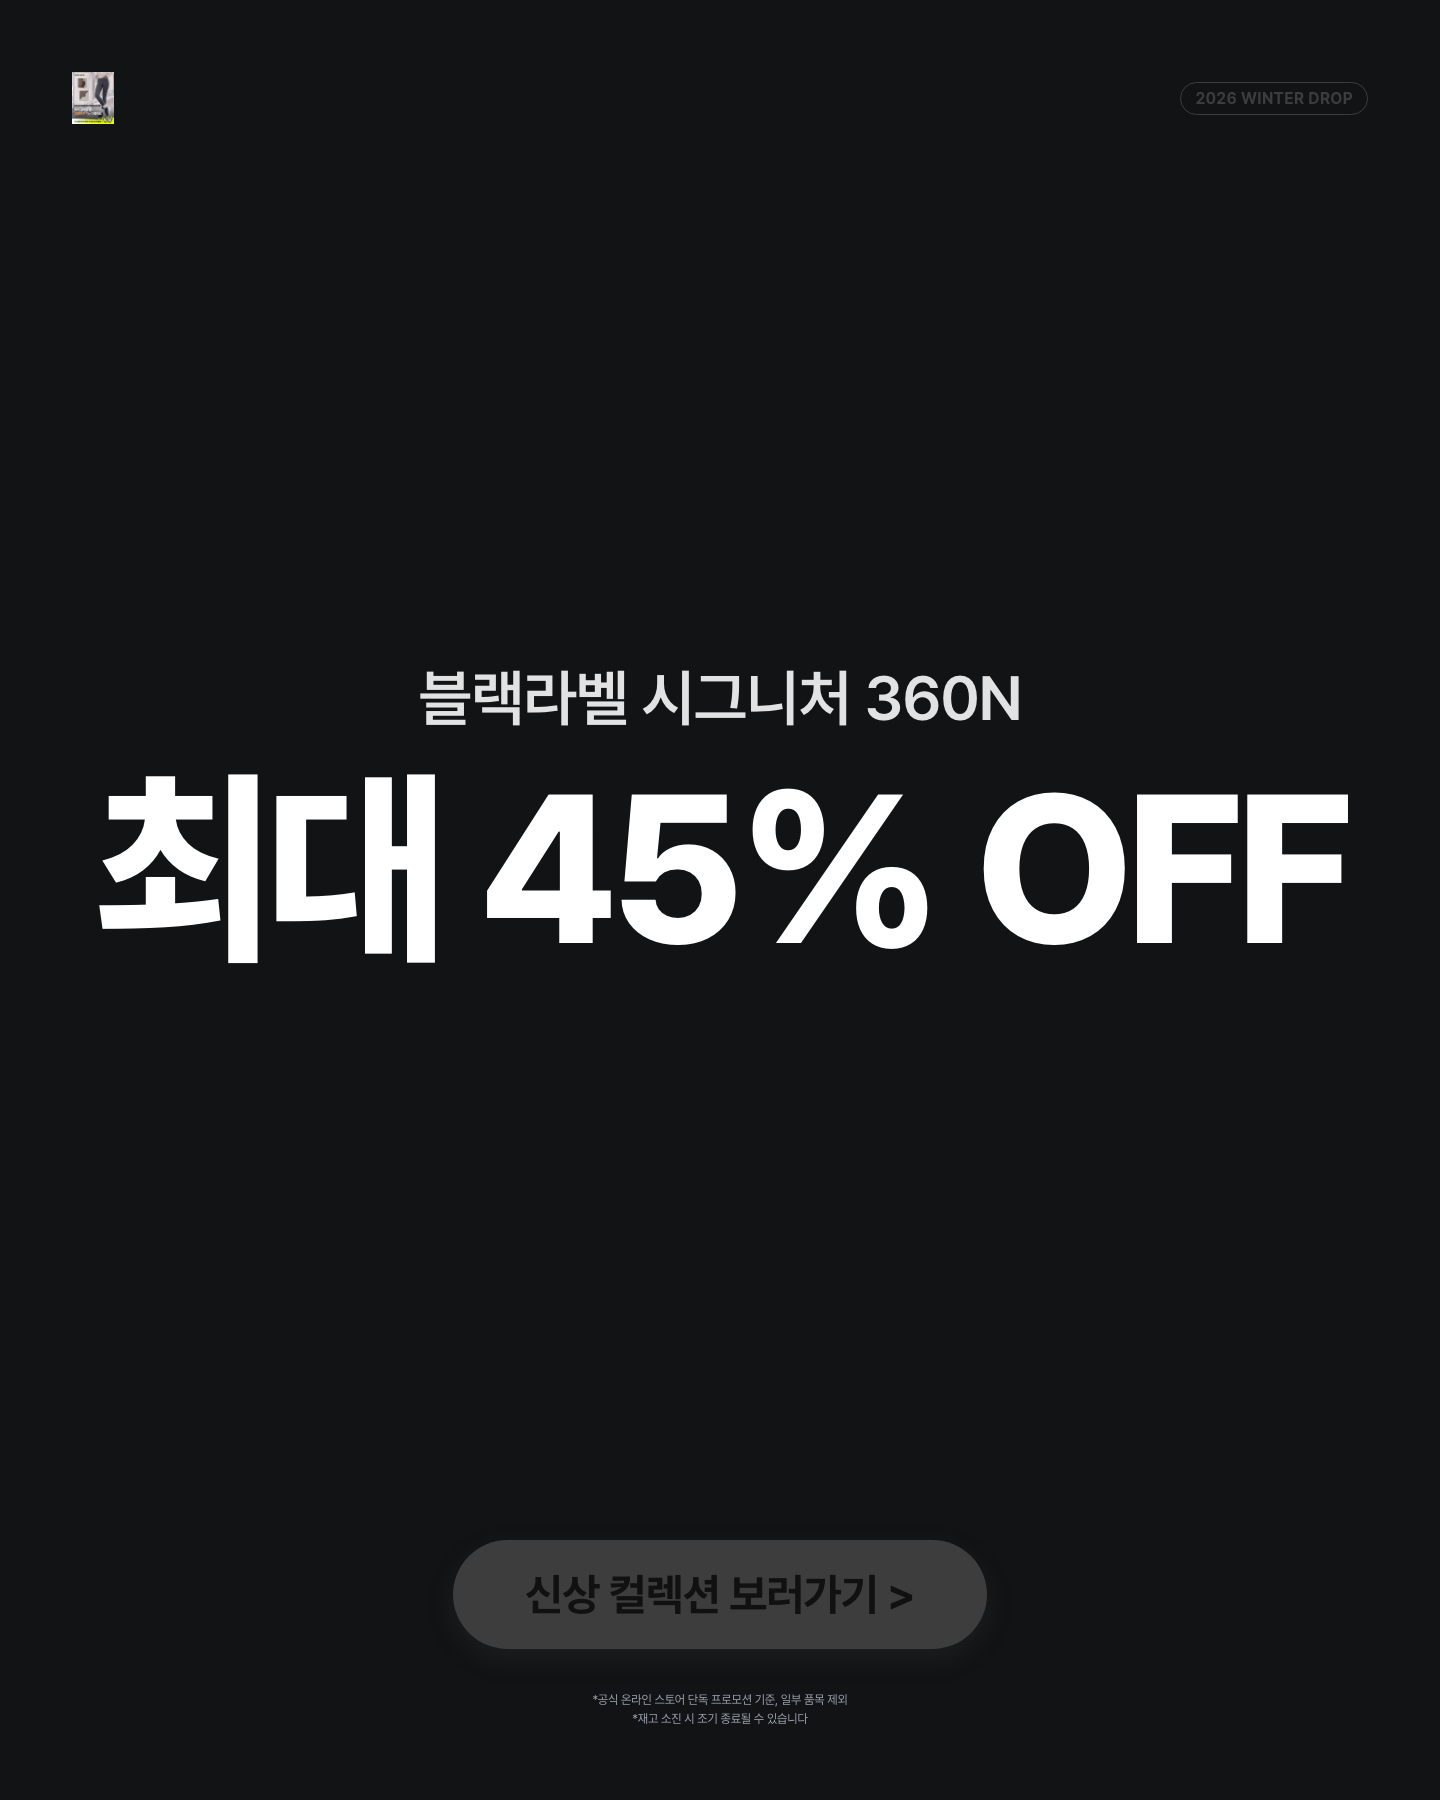 2026 WINTER DROP
블랙라벨 시그니처 360N
최대 45% OFF
신상 컬렉션 보러가기 >
*공식 온라인 스토어 단독 프로모션 기준, 일부 품목 제외
*재고 소진 시 조기 종료될 수 있습니다